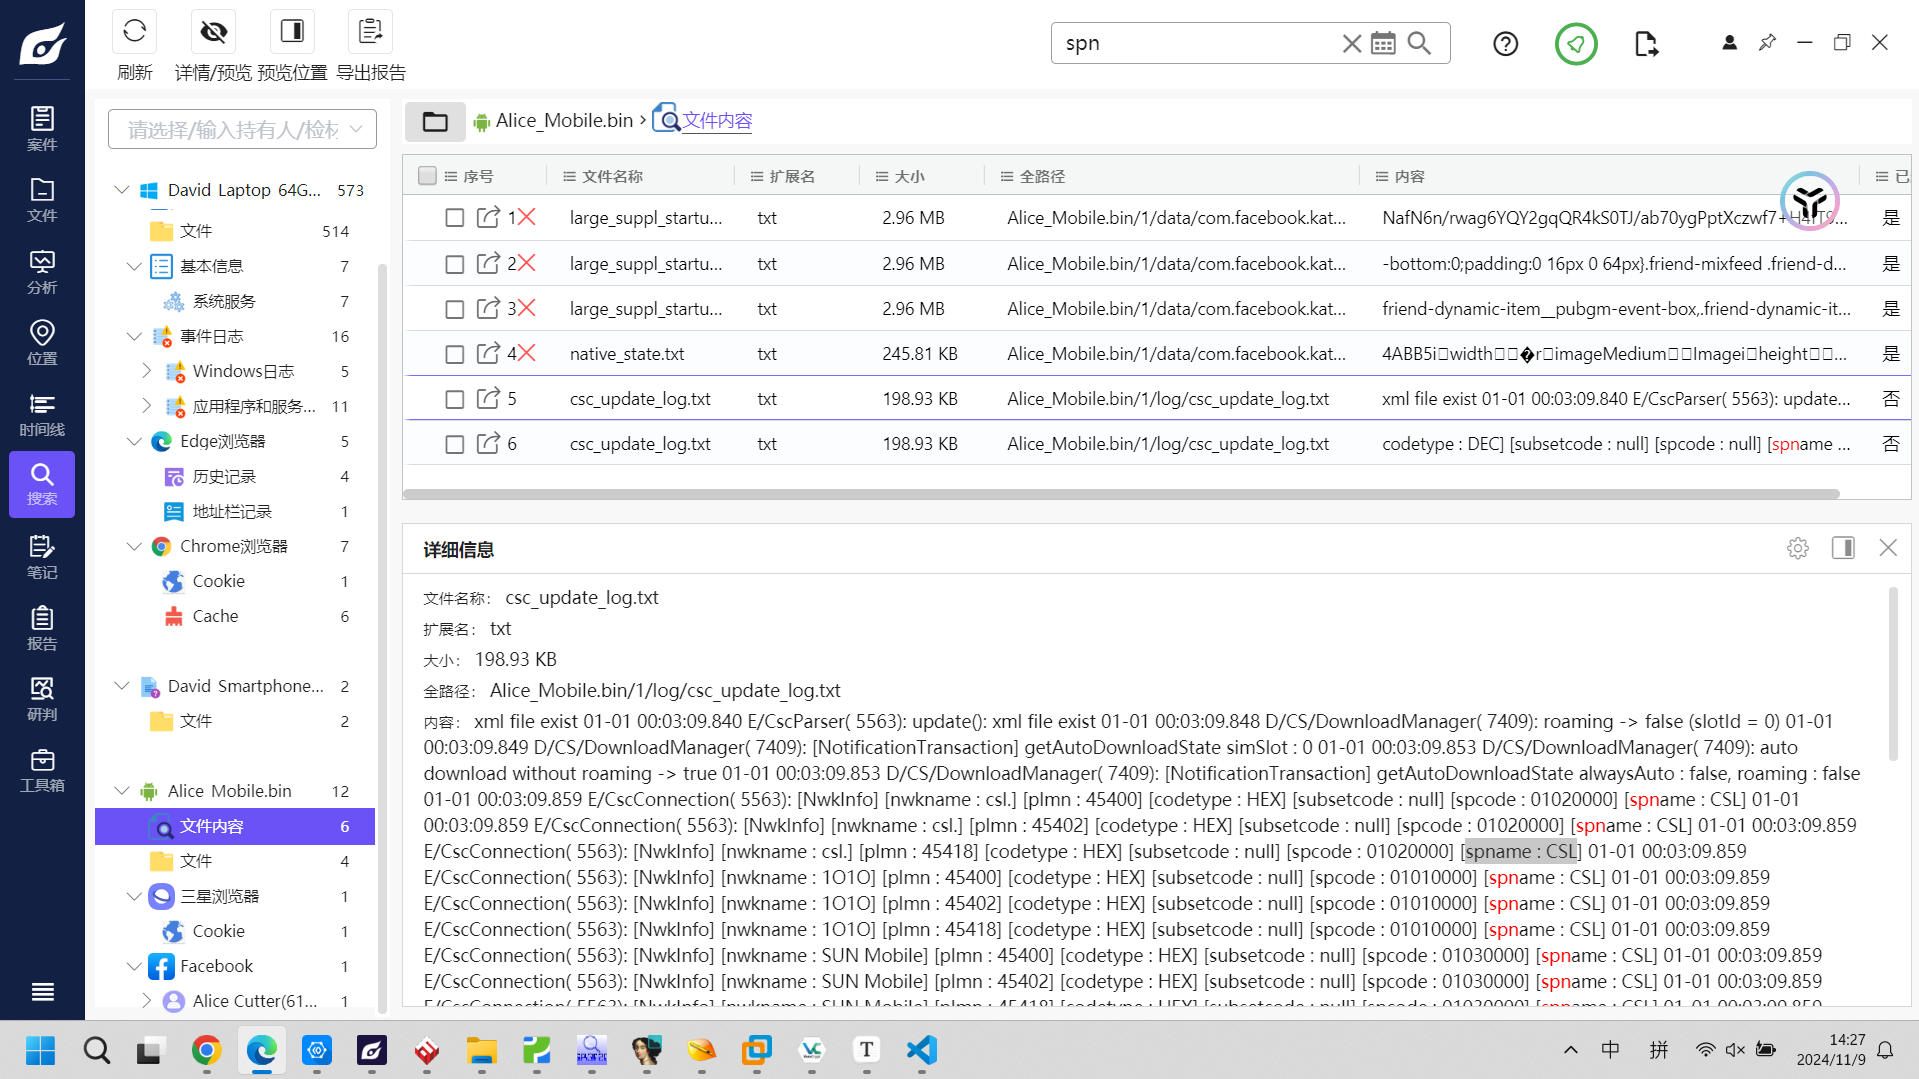 刷新
详情/预览
预览位置
导出报告
spn
案件
文件
分析
位置
时间线
搜索
笔记
报告
研判
工具箱
请选择/输入持有人/检材
David Laptop 64G... 573
文件 514
基本信息 7
系统服务 7
事件日志 16
Windows日志 5
应用程序和服务... 11
Edge浏览器 5
历史记录 4
地址栏记录 1
Chrome浏览器 7
Cookie 1
Cache 6
David Smartphone... 2
文件 2
Alice Mobile.bin 12
文件内容 6
文件 4
三星浏览器 1
Cookie 1
Facebook 1
Alice Cutter(61... 1
Alice_Mobile.bin › 文件内容
序号 文件名称 扩展名 大小 全路径 内容 已
1 large_suppl_startu... txt 2.96 MB Alice_Mobile.bin/1/data/com.facebook.kat... NafN6n/rwag6YQY2gqQR4kS0TJ/ab70ygPptXczwf7+ 是
2 large_suppl_startu... txt 2.96 MB Alice_Mobile.bin/1/data/com.facebook.kat... -bottom:0;padding:0 16px 0 64px}.friend-mixfeed .friend-d... 是
3 large_suppl_startu... txt 2.96 MB Alice_Mobile.bin/1/data/com.facebook.kat... friend-dynamic-item__pubgm-event-box,.friend-dynamic-it... 是
4 native_state.txt txt 245.81 KB Alice_Mobile.bin/1/data/com.facebook.kat... 4ABB5i▯width▯▯�r▯imageMedium▯▯Imagei▯height▯▯... 是
5 csc_update_log.txt txt 198.93 KB Alice_Mobile.bin/1/log/csc_update_log.txt xml file exist 01-01 00:03:09.840 E/CscParser( 5563): update... 否
6 csc_update_log.txt txt 198.93 KB Alice_Mobile.bin/1/log/csc_update_log.txt codetype : DEC] [subsetcode : null] [spcode : null] [spname ... 否
详细信息
文件名称： csc_update_log.txt
扩展名： txt
大小： 198.93 KB
全路径： Alice_Mobile.bin/1/log/csc_update_log.txt
内容： xml file exist 01-01 00:03:09.840 E/CscParser( 5563): update(): xml file exist 01-01 00:03:09.848 D/CS/DownloadManager( 7409): roaming -> false (slotId = 0) 01-01
00:03:09.849 D/CS/DownloadManager( 7409): [NotificationTransaction] getAutoDownloadState simSlot : 0 01-01 00:03:09.853 D/CS/DownloadManager( 7409): auto
download without roaming -> true 01-01 00:03:09.853 D/CS/DownloadManager( 7409): [NotificationTransaction] getAutoDownloadState alwaysAuto : false, roaming : false
01-01 00:03:09.859 E/CscConnection( 5563): [NwkInfo] [nwkname : csl.] [plmn : 45400] [codetype : HEX] [subsetcode : null] [spcode : 01020000] [spname : CSL] 01-01
00:03:09.859 E/CscConnection( 5563): [NwkInfo] [nwkname : csl.] [plmn : 45402] [codetype : HEX] [subsetcode : null] [spcode : 01020000] [spname : CSL] 01-01 00:03:09.859
E/CscConnection( 5563): [NwkInfo] [nwkname : csl.] [plmn : 45418] [codetype : HEX] [subsetcode : null] [spcode : 01020000] [spname : CSL] 01-01 00:03:09.859
E/CscConnection( 5563): [NwkInfo] [nwkname : 1O1O] [plmn : 45400] [codetype : HEX] [subsetcode : null] [spcode : 01010000] [spname : CSL] 01-01 00:03:09.859
E/CscConnection( 5563): [NwkInfo] [nwkname : 1O1O] [plmn : 45402] [codetype : HEX] [subsetcode : null] [spcode : 01010000] [spname : CSL] 01-01 00:03:09.859
E/CscConnection( 5563): [NwkInfo] [nwkname : 1O1O] [plmn : 45418] [codetype : HEX] [subsetcode : null] [spcode : 01010000] [spname : CSL] 01-01 00:03:09.859
E/CscConnection( 5563): [NwkInfo] [nwkname : SUN Mobile] [plmn : 45400] [codetype : HEX] [subsetcode : null] [spcode : 01030000] [spname : CSL] 01-01 00:03:09.859
E/CscConnection( 5563): [NwkInfo] [nwkname : SUN Mobile] [plmn : 45402] [codetype : HEX] [subsetcode : null] [spcode : 01030000] [spname : CSL] 01-01 00:03:09.859
E/CscConnection( 5563): [NwkInfo] [nwkname : SUN Mobile] [plmn : 45418] [codetype : HEX] [subsetcode : null] [spcode : 01030000] [spname : CSL] 01-01 00:03:09.859
中 拼
14:27
2024/11/9